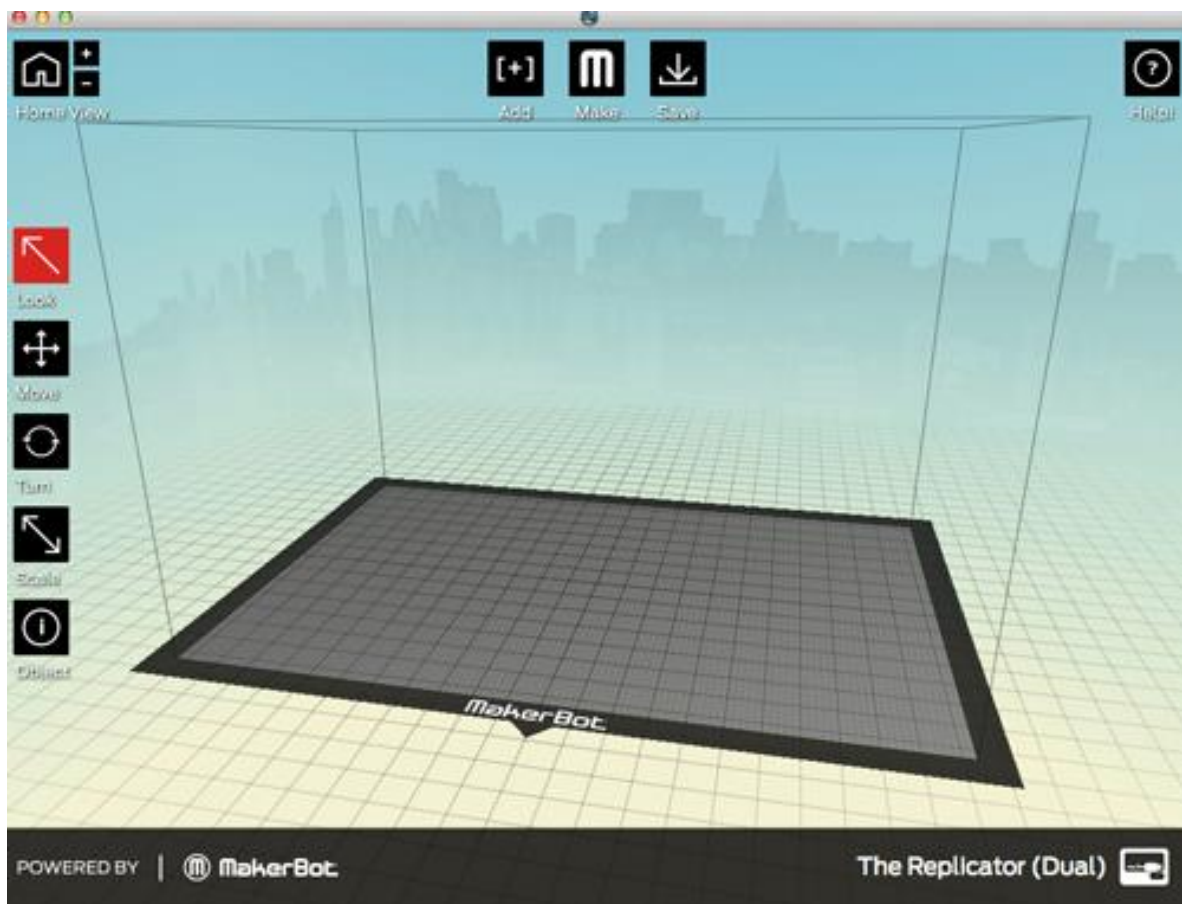 Home View
+
-
[+]
Add
M
Make
Save
?
Help!
Look
Move
Turn
Scale
i
Object
MakerBot
POWERED BY | M MakerBot
The Replicator (Dual)